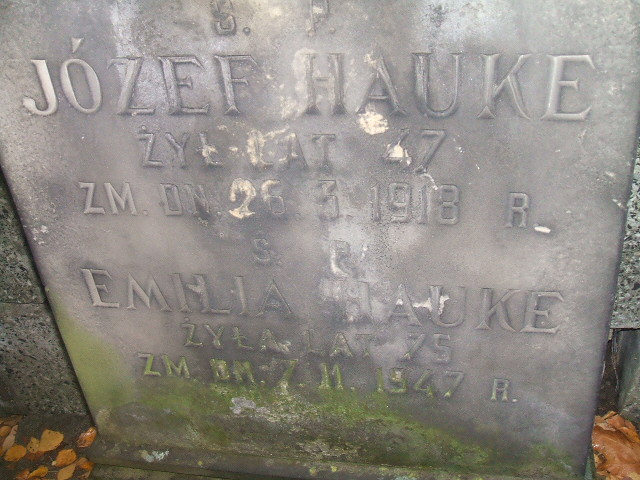 Ś. P.
JÓZEF HAUKE
ŻYŁ LAT 47
ZM. DN. 26.3.1918 R.
Ś. P.
EMILIA HAUKE
ŻYŁA LAT 75
ZM. DN. 7.11.1947 R.